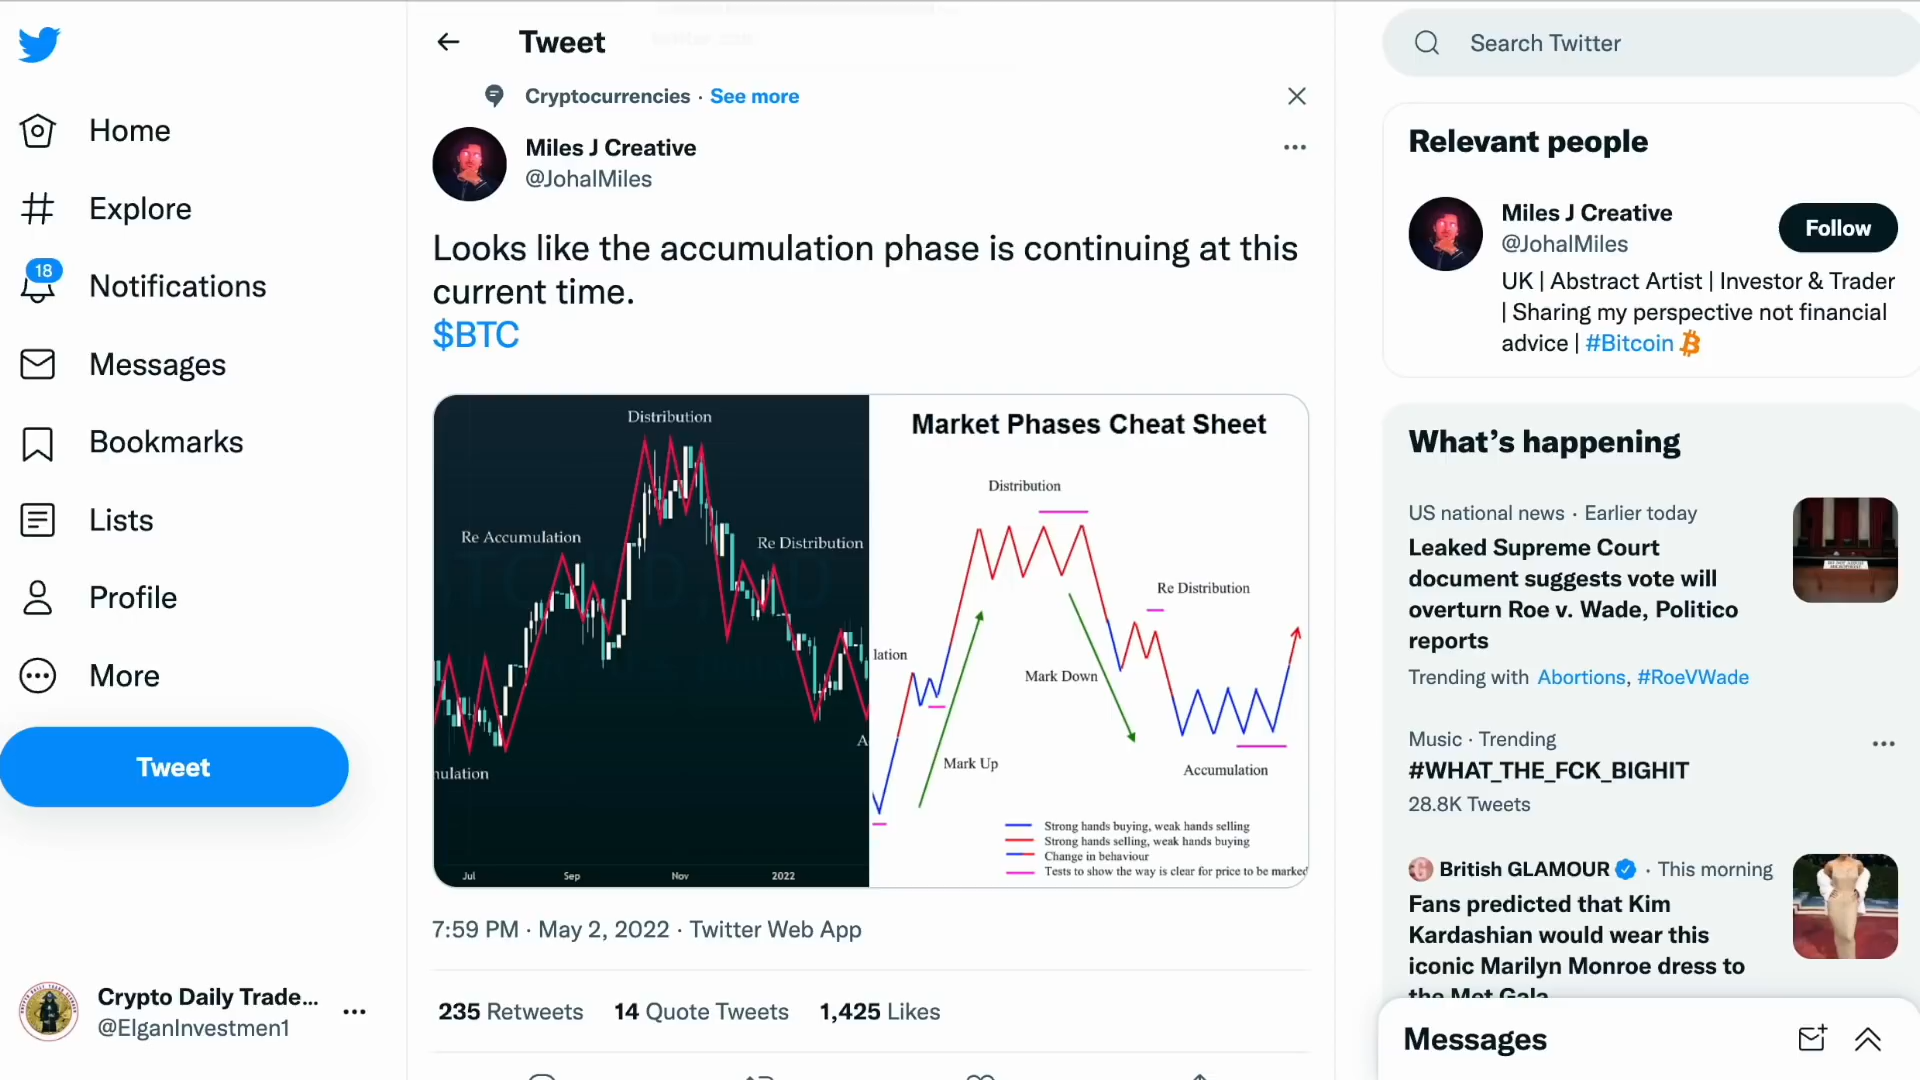 Home
Explore
18
Notifications
Messages
Bookmarks
Lists
Profile
More
Tweet
Crypto Daily Trade...
@ElganInvestmen1
Tweet
Cryptocurrencies · See more
Miles J Creative
@JohalMiles
Looks like the accumulation phase is continuing at this
current time.
$BTC
Distribution
Re Accumulation
Re Distribution
nulation
A
Jul Sep Nov 2022
Market Phases Cheat Sheet
Distribution
Re Distribution
lation
Mark Down
Mark Up
Accumulation
Strong hands buying, weak hands selling
Strong hands selling, weak hands buying
Change in behaviour
Tests to show the way is clear for price to be marked
7:59 PM · May 2, 2022 · Twitter Web App
235 Retweets 14 Quote Tweets 1,425 Likes
Search Twitter
Relevant people
Miles J Creative
@JohalMiles
Follow
UK | Abstract Artist | Investor & Trader
| Sharing my perspective not financial
advice | #Bitcoin
What's happening
US national news · Earlier today
Leaked Supreme Court
document suggests vote will
overturn Roe v. Wade, Politico
reports
Trending with Abortions, #RoeVWade
Music · Trending
#WHAT_THE_FCK_BIGHIT
28.8K Tweets
British GLAMOUR · This morning
Fans predicted that Kim
Kardashian would wear this
iconic Marilyn Monroe dress to
the Met Gala
Messages